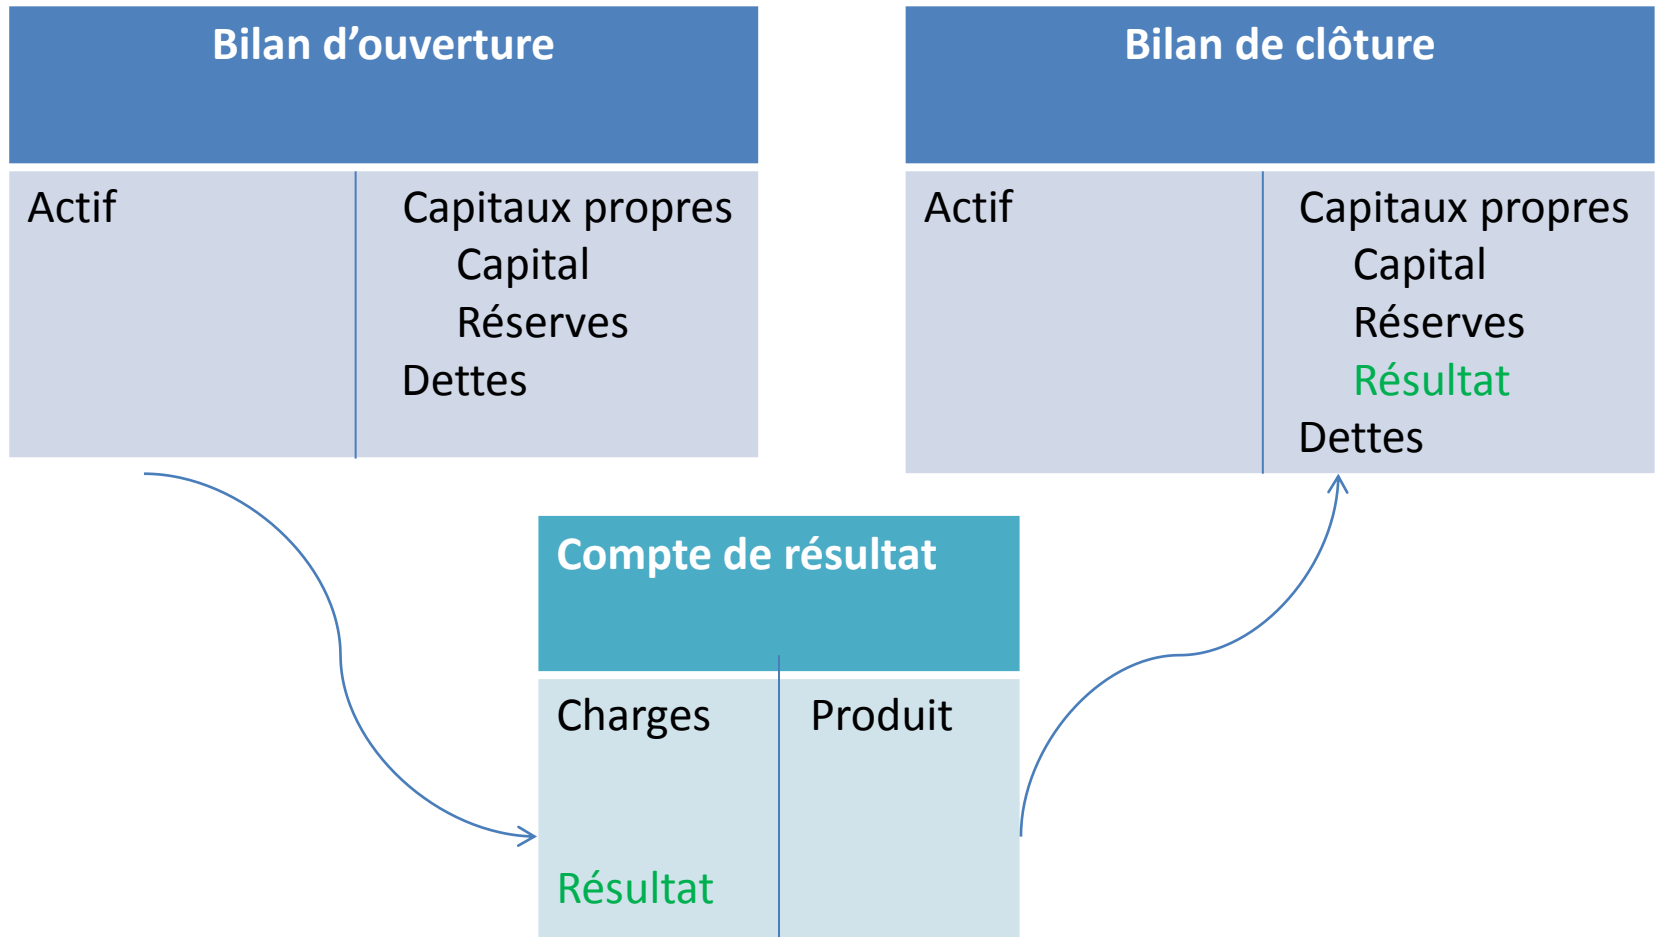 Bilan d’ouverture
Actif
Capitaux propres
Capital
Réserves
Dettes
Bilan de clôture
Actif
Capitaux propres
Capital
Réserves
Résultat
Dettes
Compte de résultat
Charges
Résultat
Produit